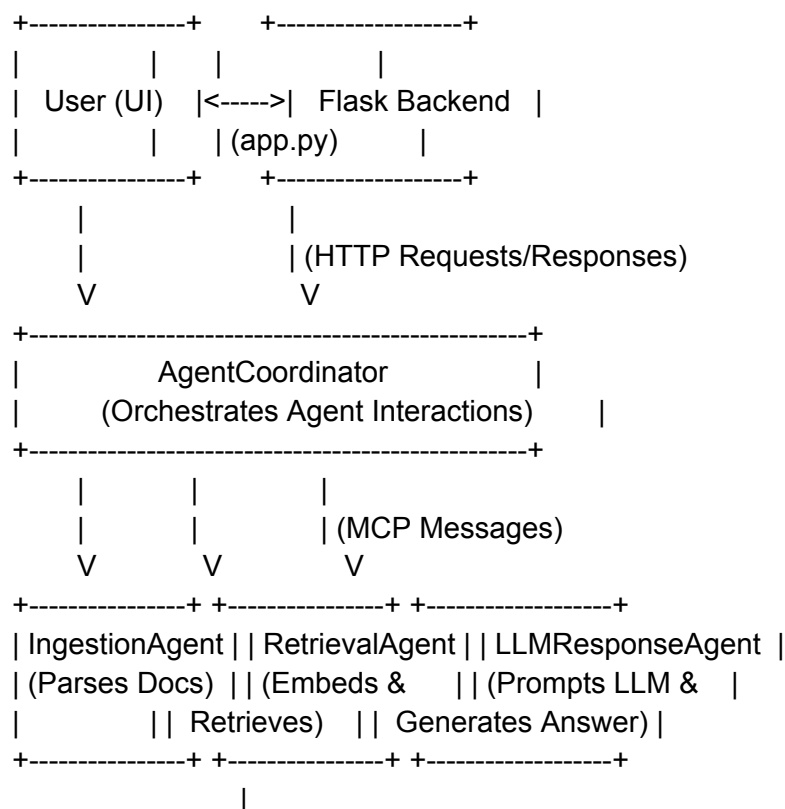 +----------------+ +-------------------+
| | | |
| User (UI) |<----->| Flask Backend |
| | | (app.py) |
+----------------+ +-------------------+
| |
| | (HTTP Requests/Responses)
V V
+---------------------------------------------------+
| AgentCoordinator |
| (Orchestrates Agent Interactions) |
+---------------------------------------------------+
| | |
| | | (MCP Messages)
V V V
+----------------+ +----------------+ +-------------------+
| IngestionAgent | | RetrievalAgent | | LLMResponseAgent |
| (Parses Docs) | | (Embeds & | | (Prompts LLM & |
| | | Retrieves) | | Generates Answer) |
+----------------+ +----------------+ +-------------------+
|